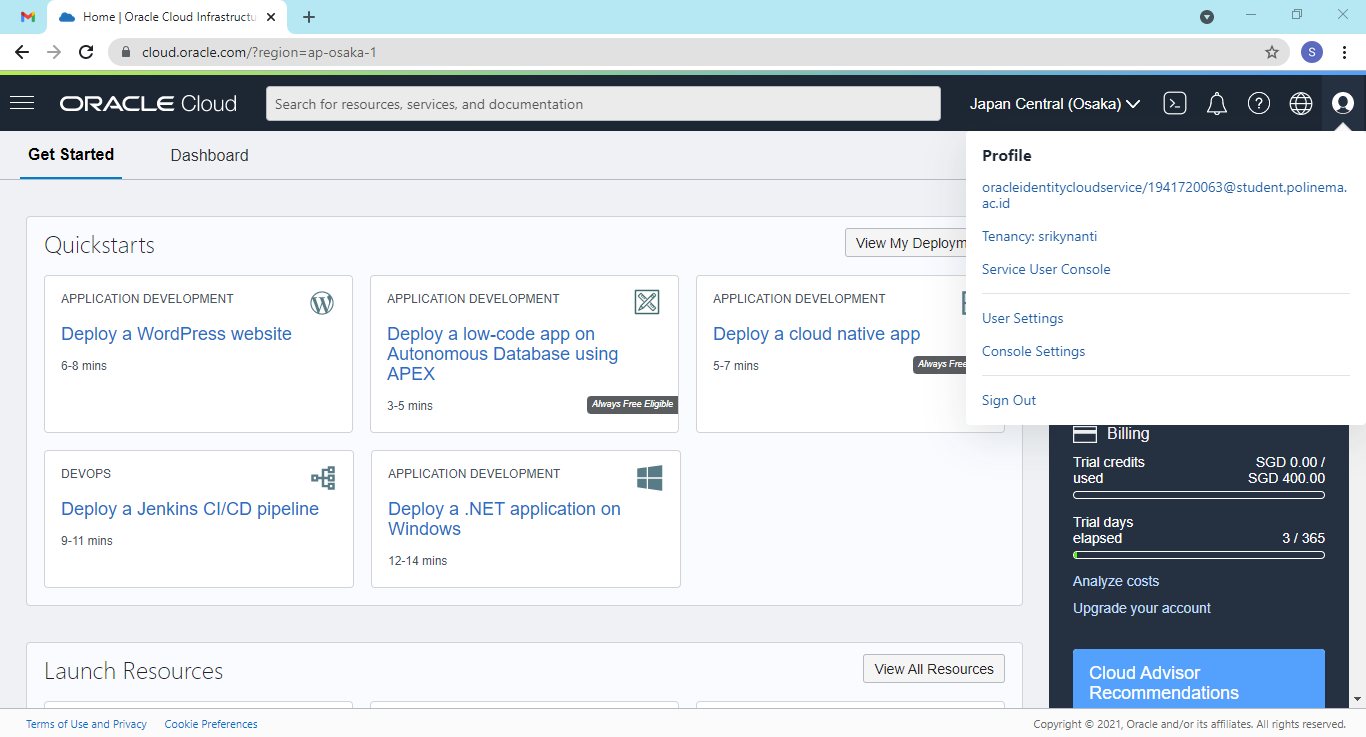 Home | Oracle Cloud Infrastructu
cloud.oracle.com/?region=ap-osaka-1
S
ORACLE Cloud
Search for resources, services, and documentation
Japan Central (Osaka)
Get Started
Dashboard
Profile
oracleidentitycloudservice/1941720063@student.polinema.
ac.id
Tenancy: srikynanti
Service User Console
User Settings
Console Settings
Sign Out
Quickstarts
View My Deploym
APPLICATION DEVELOPMENT
Deploy a WordPress website
6-8 mins
APPLICATION DEVELOPMENT
Deploy a low-code app on
Autonomous Database using
APEX
3-5 mins
Always Free Eligible
APPLICATION DEVELOPMENT
Deploy a cloud native app
5-7 mins
Always Free
DEVOPS
Deploy a Jenkins CI/CD pipeline
9-11 mins
APPLICATION DEVELOPMENT
Deploy a .NET application on
Windows
12-14 mins
Billing
Trial credits
used
SGD 0.00 /
SGD 400.00
Trial days
elapsed
3 / 365
Analyze costs
Upgrade your account
Cloud Advisor
Recommendations
Launch Resources
View All Resources
Terms of Use and Privacy
Cookie Preferences
Copyright © 2021, Oracle and/or its affiliates. All rights reserved.